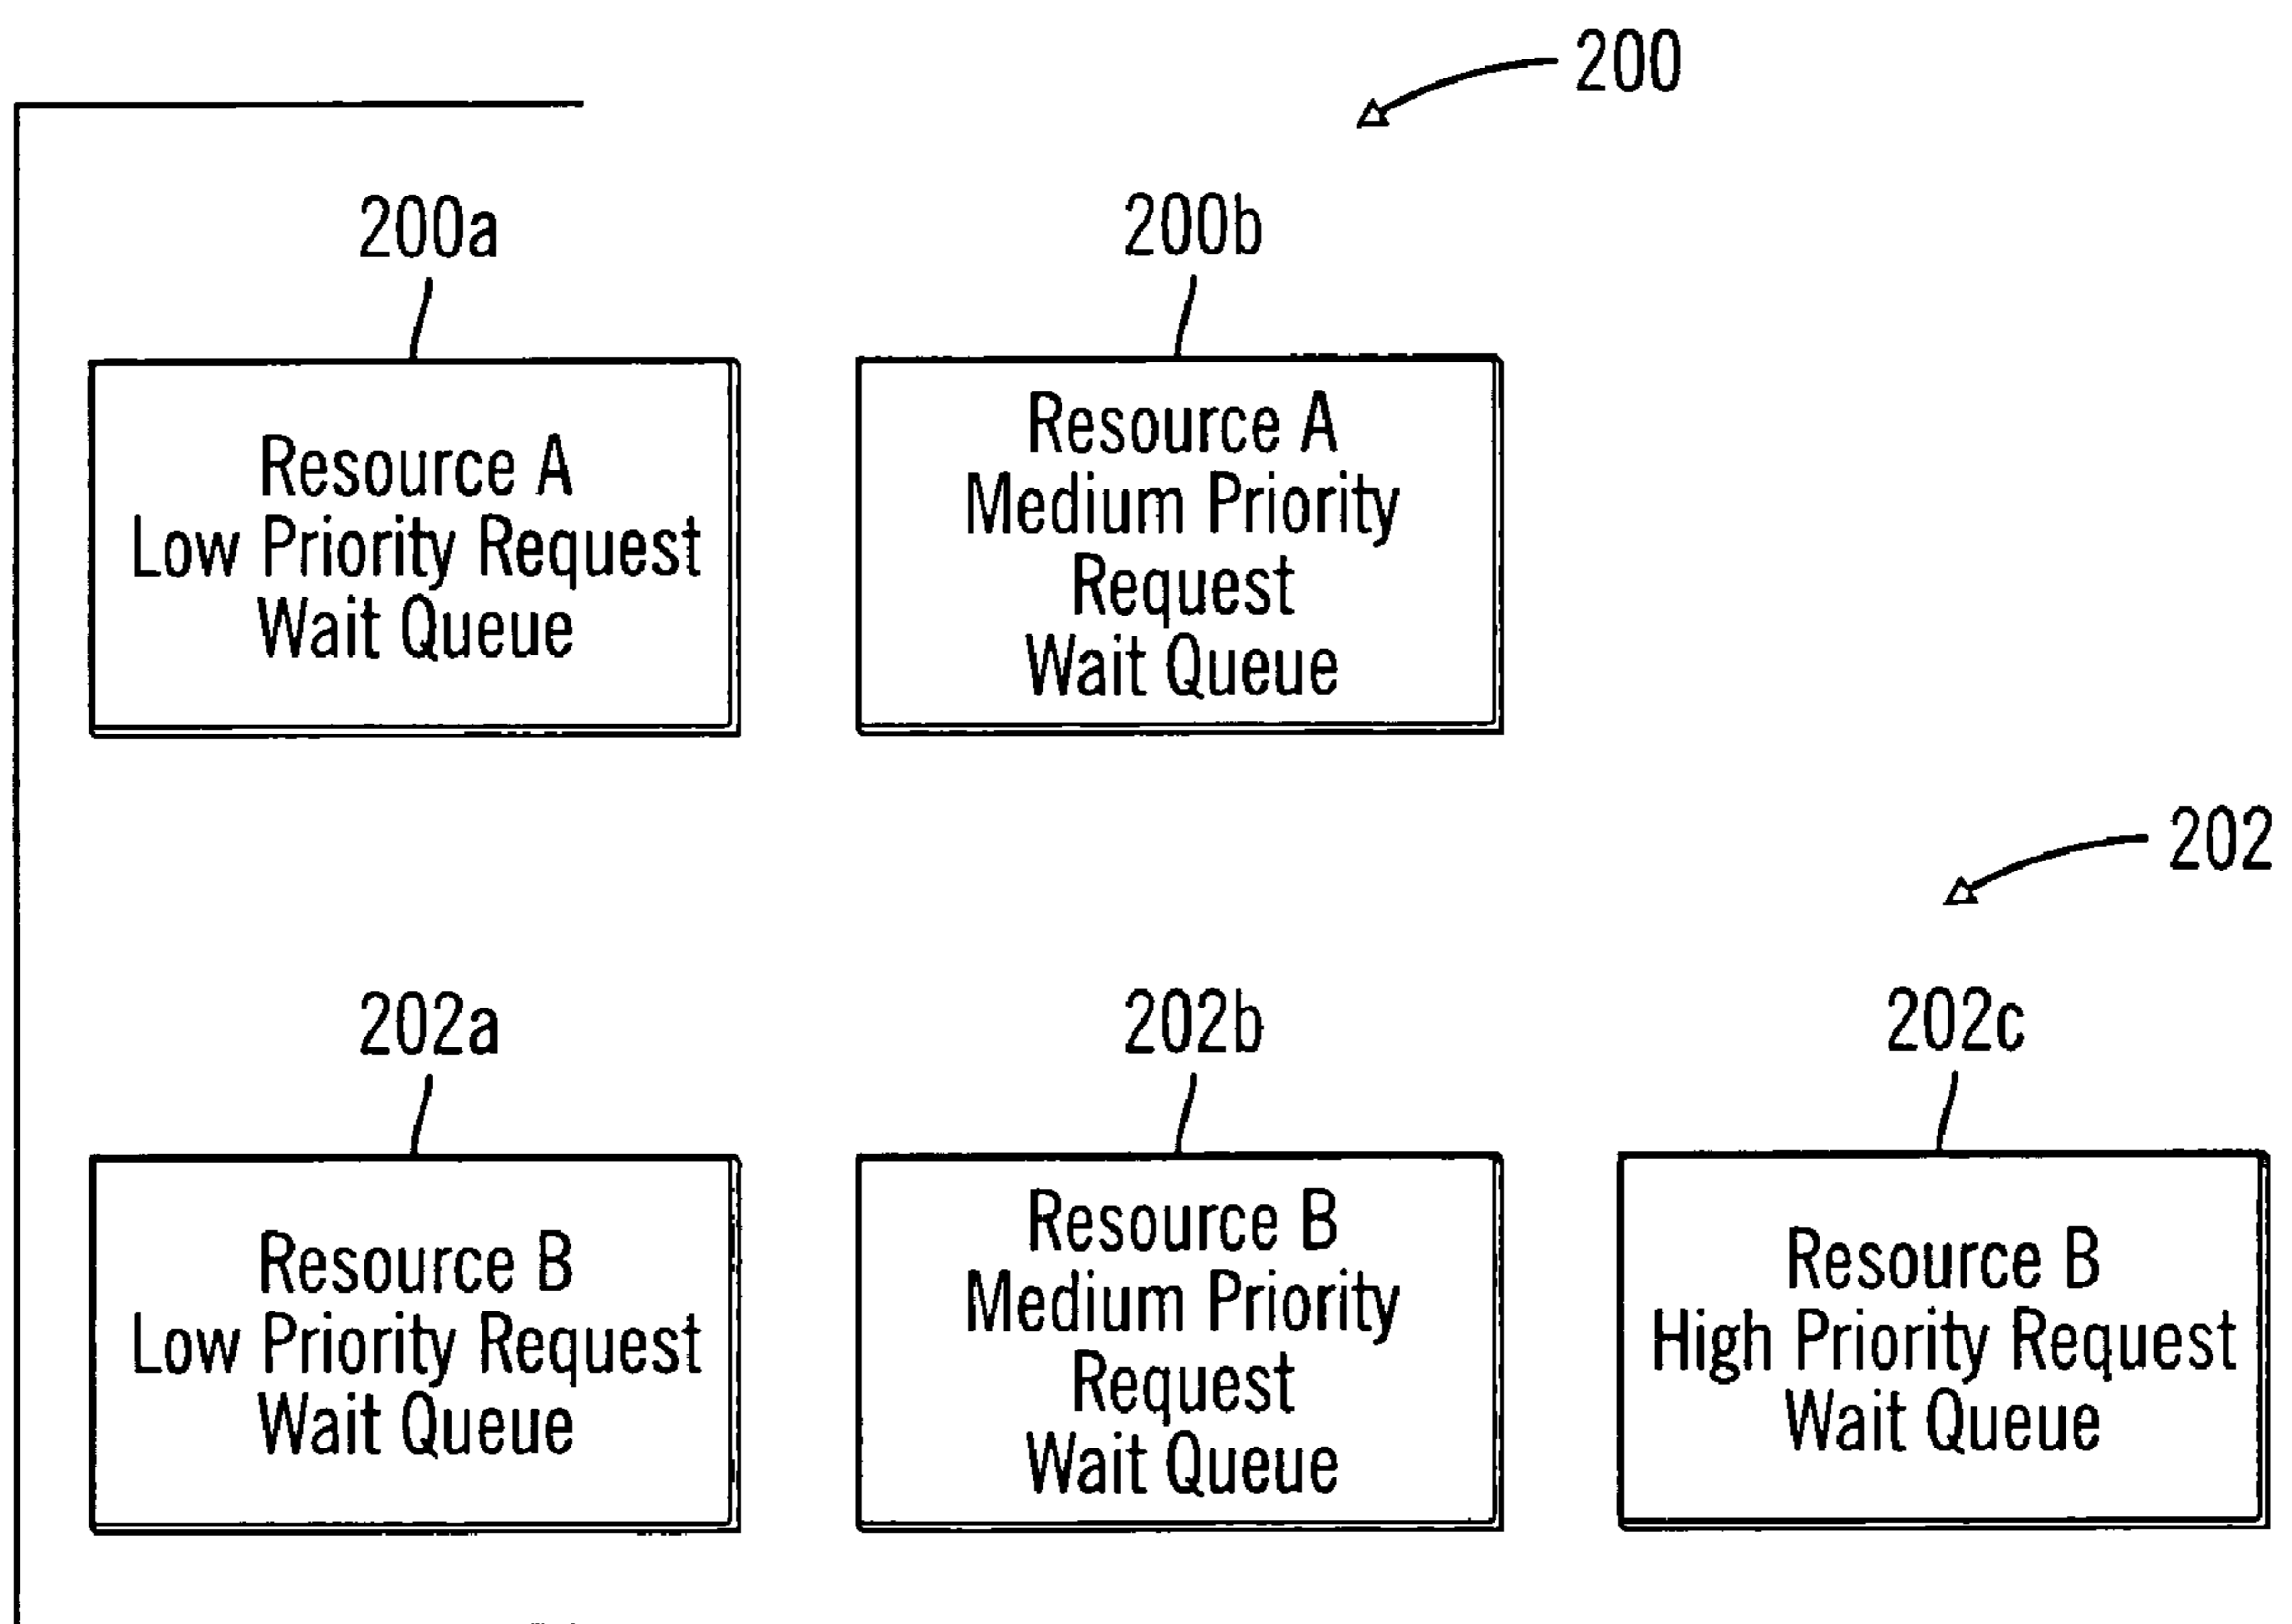 200
200a
200b
Resource A
Low Priority Request
Wait Queue
Resource A
Medium Priority
Request
Wait Queue
202
202a
202b
202c
Resource B
Low Priority Request
Wait Queue
Resource B
Medium Priority
Request
Wait Queue
Resource B
High Priority Request
Wait Queue